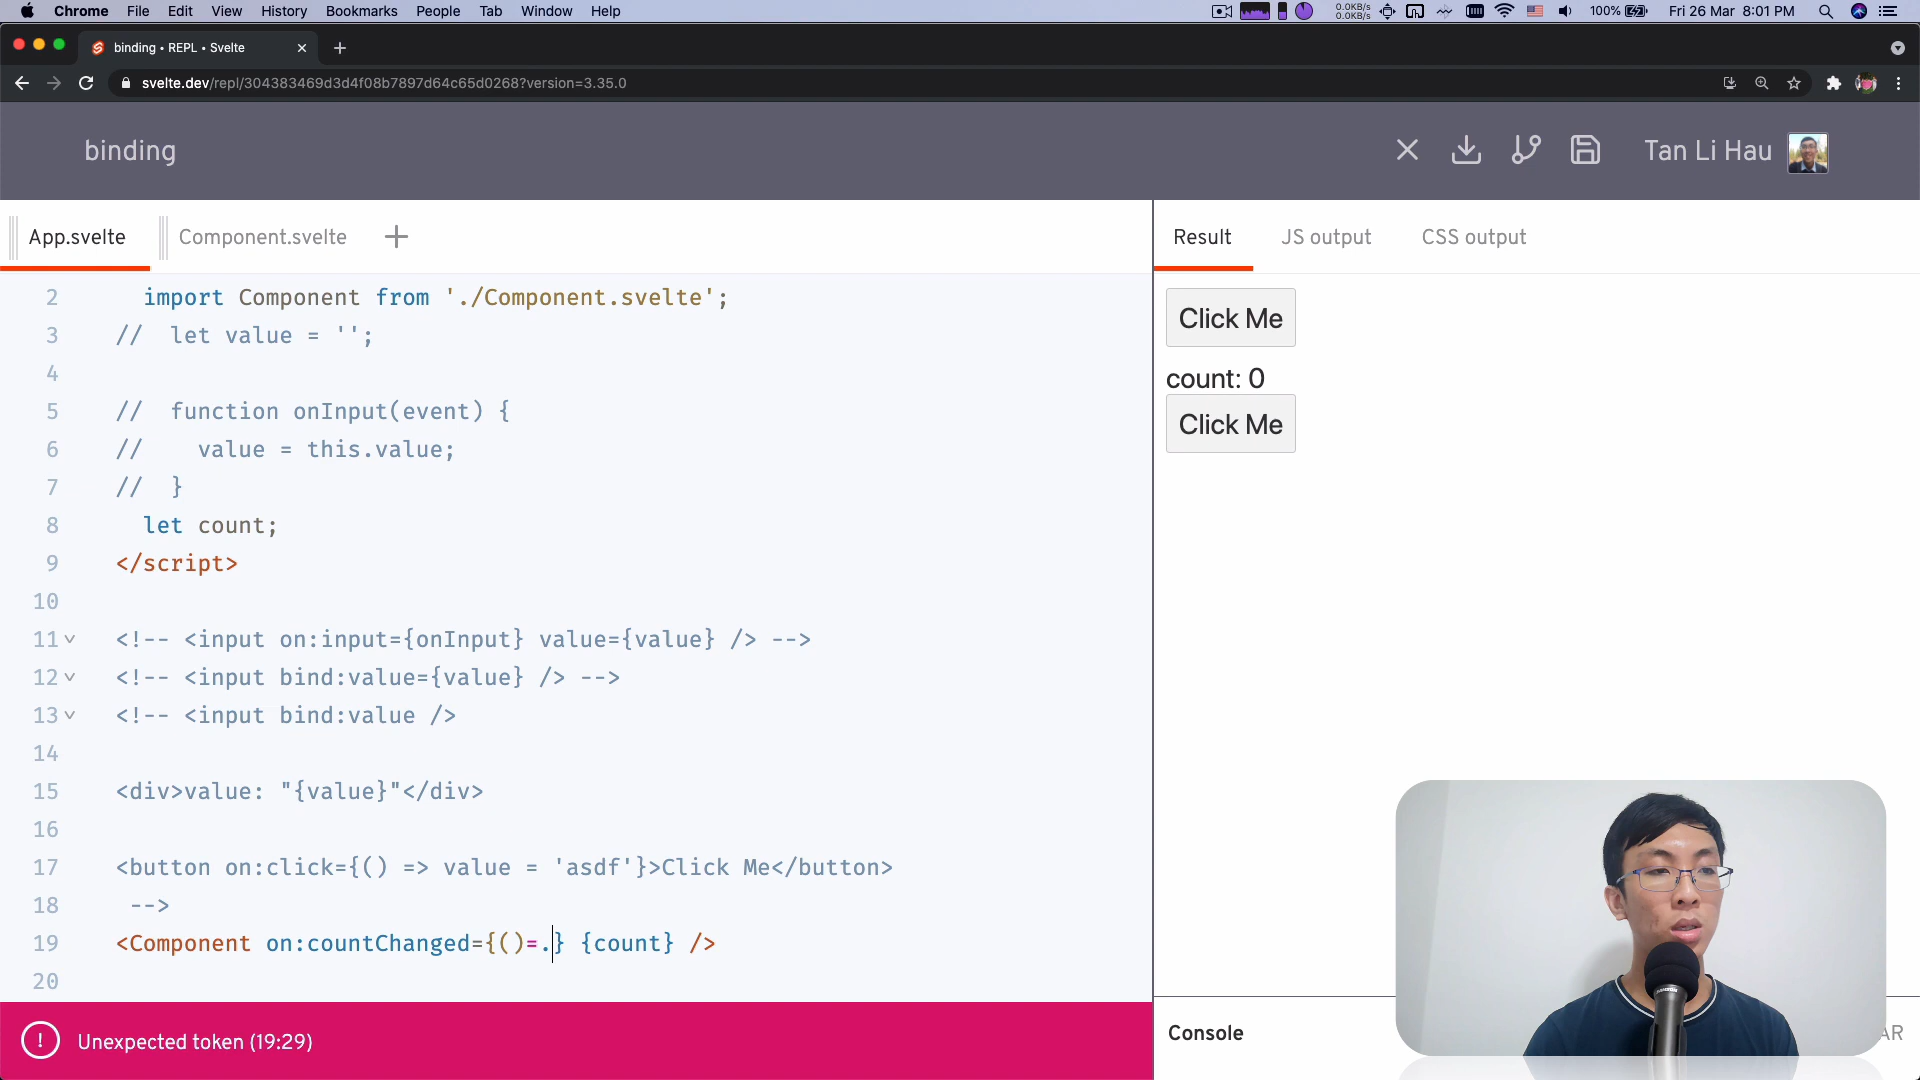 Chrome File Edit View History Bookmarks People Tab Window Help
0.0KB/s
0.0KB/s
100%
Fri 26 Mar 8:01 PM
binding • REPL • Svelte
svelte.dev/repl/304383469d3d4f08b7897d64c65d0268?version=3.35.0
binding
Tan Li Hau
App.svelte
Component.svelte
Result
JS output
CSS output
2 import Component from './Component.svelte';
3 // let value = '';
4
5 // function onInput(event) {
6 // value = this.value;
7 // }
8 let count;
9 </script>
10
11 <!-- <input on:input={onInput} value={value} /> -->
12 <!-- <input bind:value={value} /> -->
13 <!-- <input bind:value />
14
15 <div>value: "{value}"</div>
16
17 <button on:click={() => value = 'asdf'}>Click Me</button>
18 -->
19 <Component on:countChanged={()=.} {count} />
20
Unexpected token (19:29)
Click Me
count: 0
Click Me
Console
AR